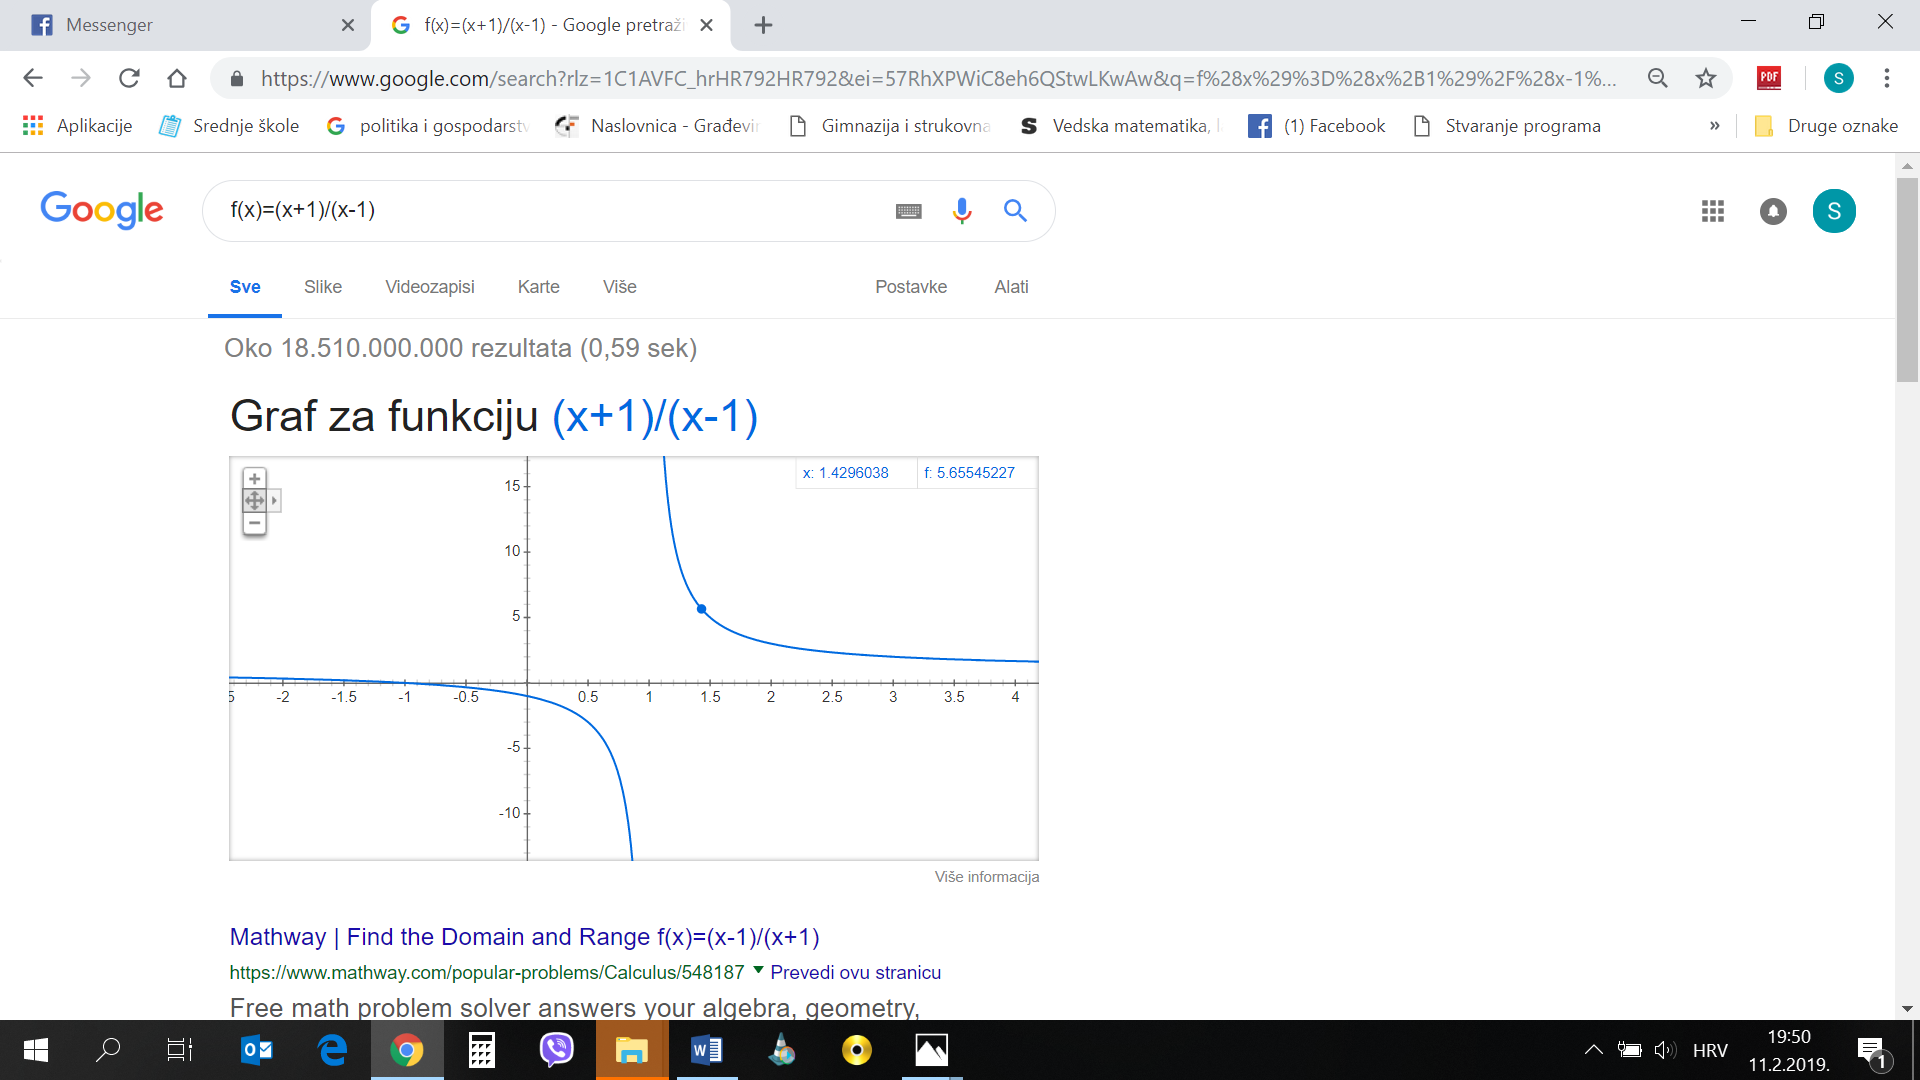 Messenger
f(x)=(x+1)/(x-1) - Google pretraži
https://www.google.com/search?rlz=1C1AVFC_hrHR792HR792&ei=57RhXPWiC8eh6QStwLKwAw&q=f%28x%29%3D%28x%2B1%29%2F%28x-1%...
PDF
S
Aplikacije
Srednje škole
politika i gospodarstv
Naslovnica - Građevin
Gimnazija i strukovna
Vedska matematika,
(1) Facebook
Stvaranje programa
»
Druge oznake
Google
f(x)=(x+1)/(x-1)
S
Sve
Slike
Videozapisi
Karte
Više
Postavke
Alati
Oko 18.510.000.000 rezultata (0,59 sek)
Graf za funkciju (x+1)/(x-1)
x: 1.4296038
f: 5.65545227
15
10
5
5 -2 -1.5 -1 -0.5 0.5 1 1.5 2 2.5 3 3.5 4
-5
-10
Više informacija
Mathway | Find the Domain and Range f(x)=(x-1)/(x+1)
https://www.mathway.com/popular-problems/Calculus/548187 Prevedi ovu stranicu
Free math problem solver answers your algebra, geometry,
HRV
19:50
11.2.2019.
1